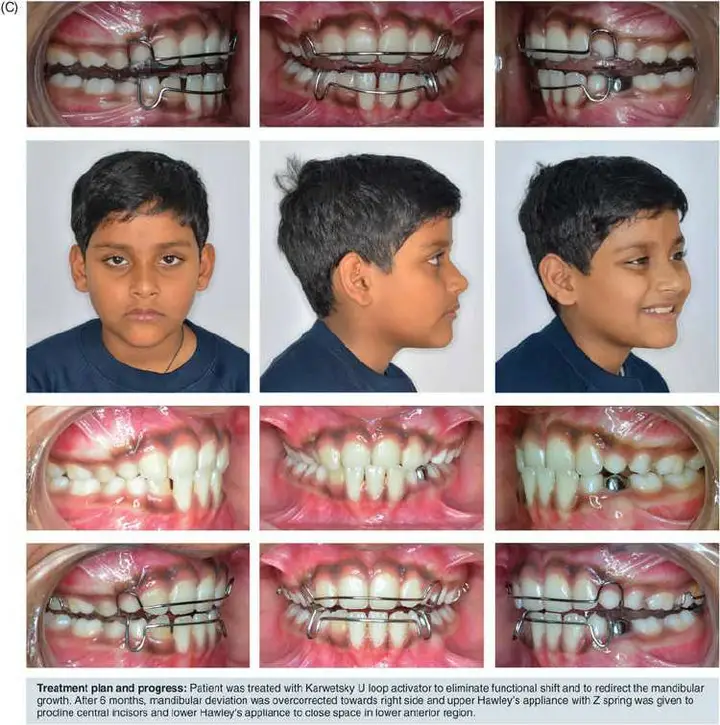 (C)
Treatment plan and progress: Patient was treated with Karwetsky U loop activator to eliminate functional shift and to redirect the mandibular
growth. After 6 months, mandibular deviation was overcorrected towards right side and upper Hawley's appliance with Z spring was given to
procline central incisors and lower Hawley's appliance to close space in lower anterior region.